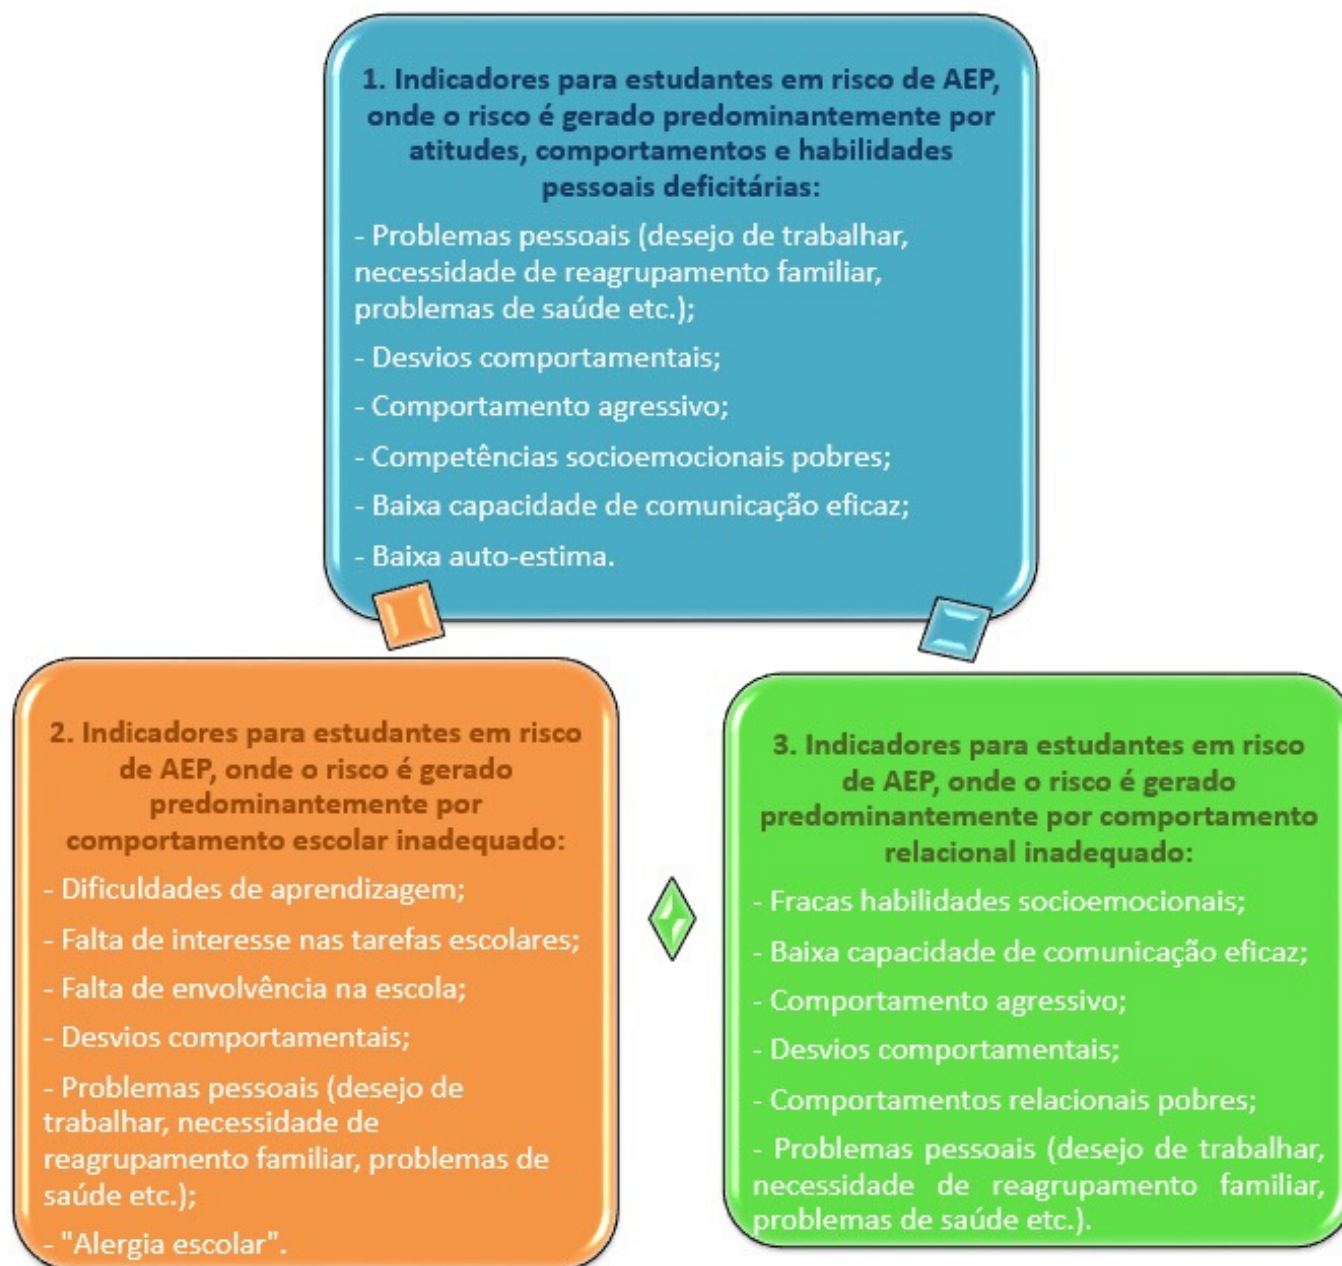 1. Indicadores para estudantes em risco de AEP,
onde o risco é gerado predominantemente por
atitudes, comportamentos e habilidades
pessoais deficitárias:
- Problemas pessoais (desejo de trabalhar,
necessidade de reagrupamento familiar,
problemas de saúde etc.);
- Desvios comportamentais;
- Comportamento agressivo;
- Competências socioemocionais pobres;
- Baixa capacidade de comunicação eficaz;
- Baixa auto-estima.
2. Indicadores para estudantes em risco
de AEP, onde o risco é gerado
predominantemente por
comportamento escolar inadequado:
- Dificuldades de aprendizagem;
- Falta de interesse nas tarefas escolares;
- Falta de envolvência na escola;
- Desvios comportamentais;
- Problemas pessoais (desejo de
trabalhar, necessidade de
reagrupamento familiar, problemas de
saúde etc.);
- "Alergia escolar".
3. Indicadores para estudantes em risco
de AEP, onde o risco é gerado
predominantemente por comportamento
relacional inadequado:
- Fracas habilidades socioemocionais;
- Baixa capacidade de comunicação eficaz;
- Comportamento agressivo;
- Desvios comportamentais;
- Comportamentos relacionais pobres;
- Problemas pessoais (desejo de trabalhar,
necessidade de reagrupamento familiar,
problemas de saúde etc.).